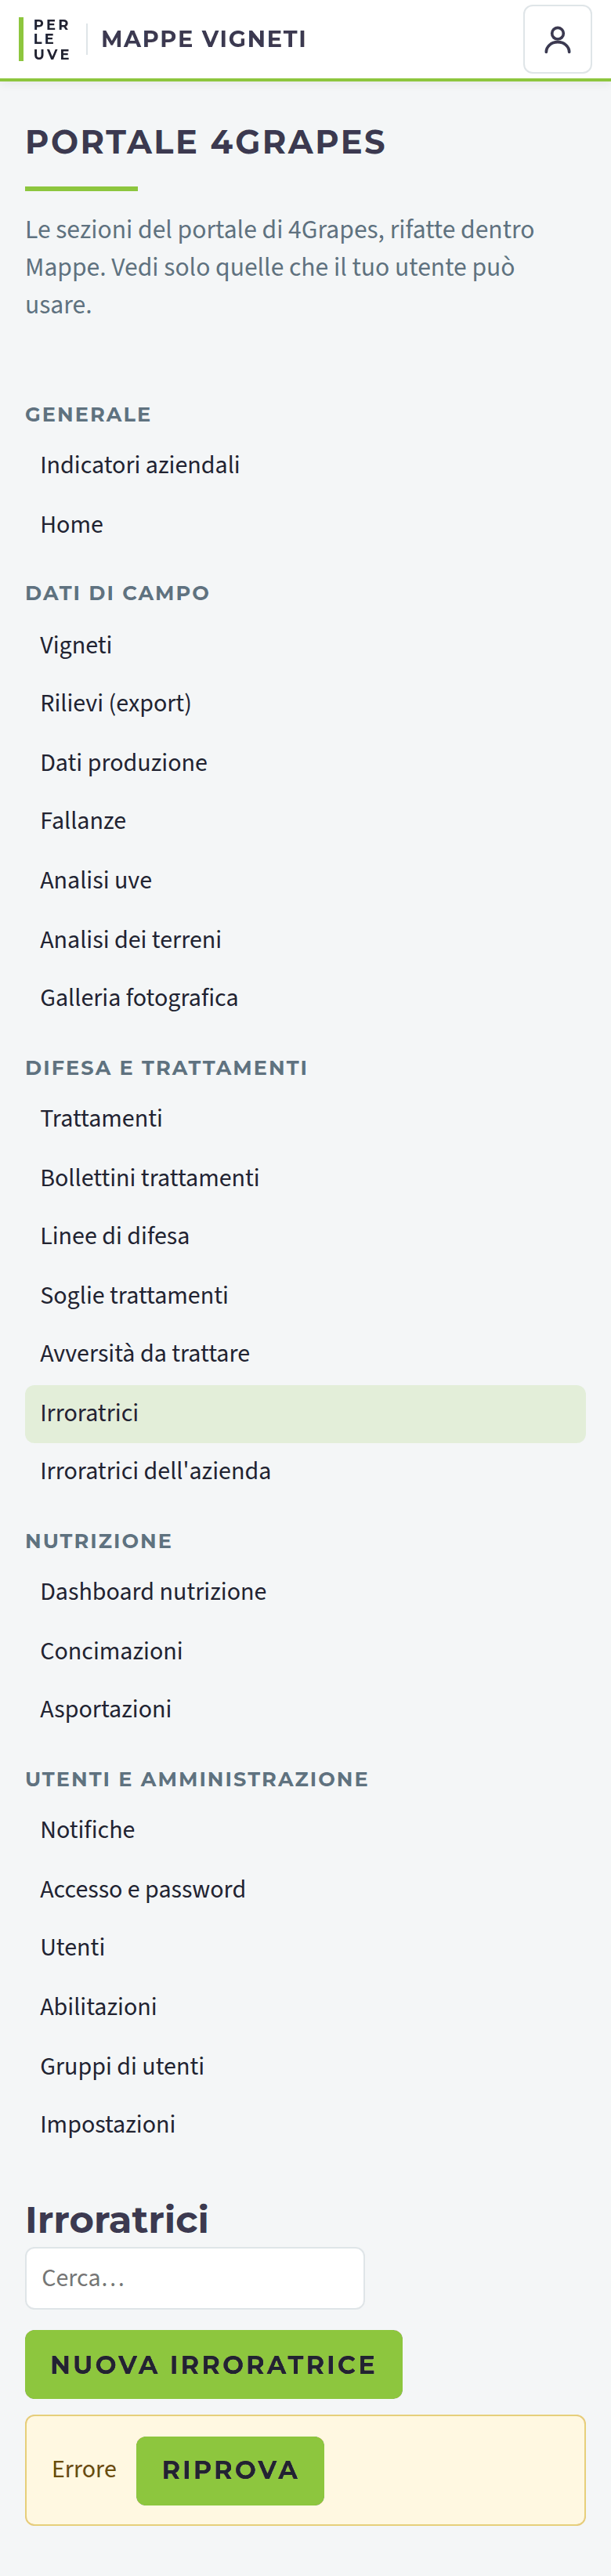 PER
LE
UVE
MAPPE VIGNETI
PORTALE 4GRAPES
Le sezioni del portale di 4Grapes, rifatte dentro
Mappe. Vedi solo quelle che il tuo utente può
usare.
GENERALE
Indicatori aziendali
Home
DATI DI CAMPO
Vigneti
Rilievi (export)
Dati produzione
Fallanze
Analisi uve
Analisi dei terreni
Galleria fotografica
DIFESA E TRATTAMENTI
Trattamenti
Bollettini trattamenti
Linee di difesa
Soglie trattamenti
Avversità da trattare
Irroratrici
Irroratrici dell'azienda
NUTRIZIONE
Dashboard nutrizione
Concimazioni
Asportazioni
UTENTI E AMMINISTRAZIONE
Notifiche
Accesso e password
Utenti
Abilitazioni
Gruppi di utenti
Impostazioni
Irroratrici
Cerca…
NUOVA IRRORATRICE
Errore RIPROVA